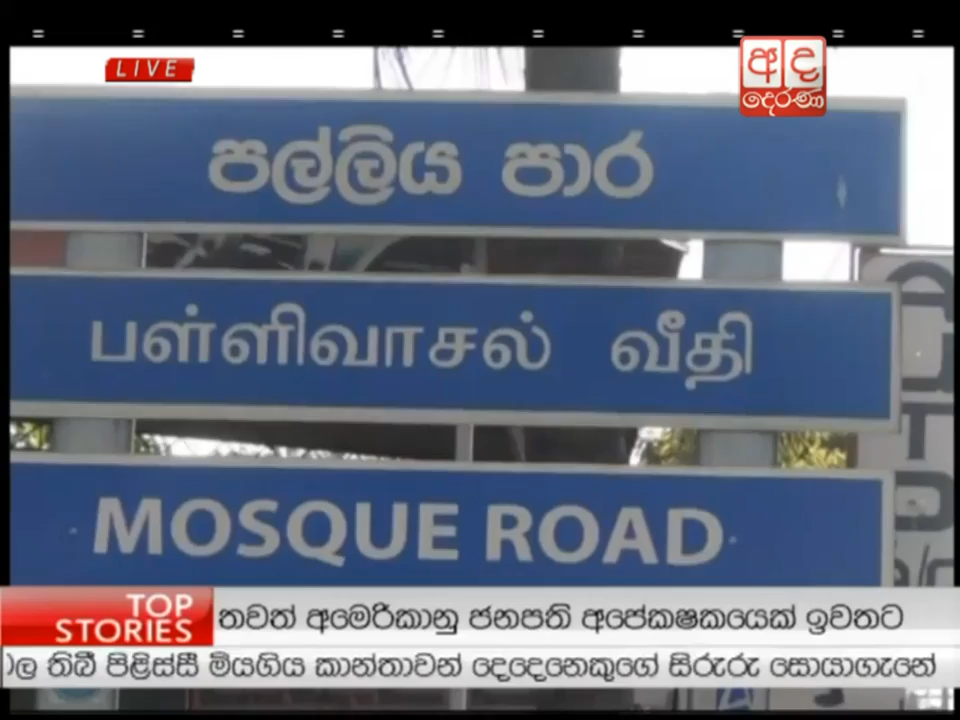 LIVE
අද
දෙරණ
පල්ලිය පාර
பள்ளிவாசல் வீதி
MOSQUE ROAD
TOP STORIES
තවත් අමෙරිකානු ජනපති අපේක්ෂකයෙක් ඉවතට
තිබී පිළිස්සී මියගිය කාන්තාවන් දෙදෙනෙකුගේ සිරුරු සොයාගැනේ